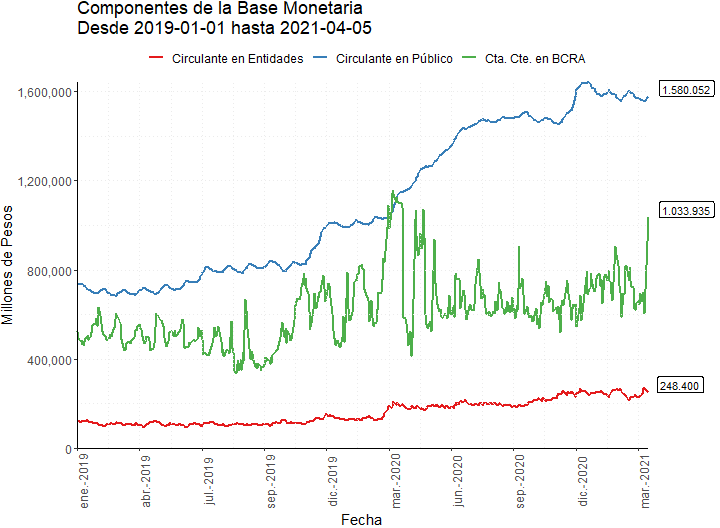 Componentes de la Base Monetaria
Desde 2019-01-01 hasta 2021-04-05
Circulante en Entidades Circulante en Público Cta. Cte. en BCRA
Millones de Pesos
1,600,000
1,200,000
800,000
400,000
0
1.580.052
1.033.935
248.400
ene.-2019
abr.-2019
jul.-2019
sep.-2019
dic.-2019
mar.-2020
jun.-2020
sep.-2020
dic.-2020
mar.-2021
Fecha